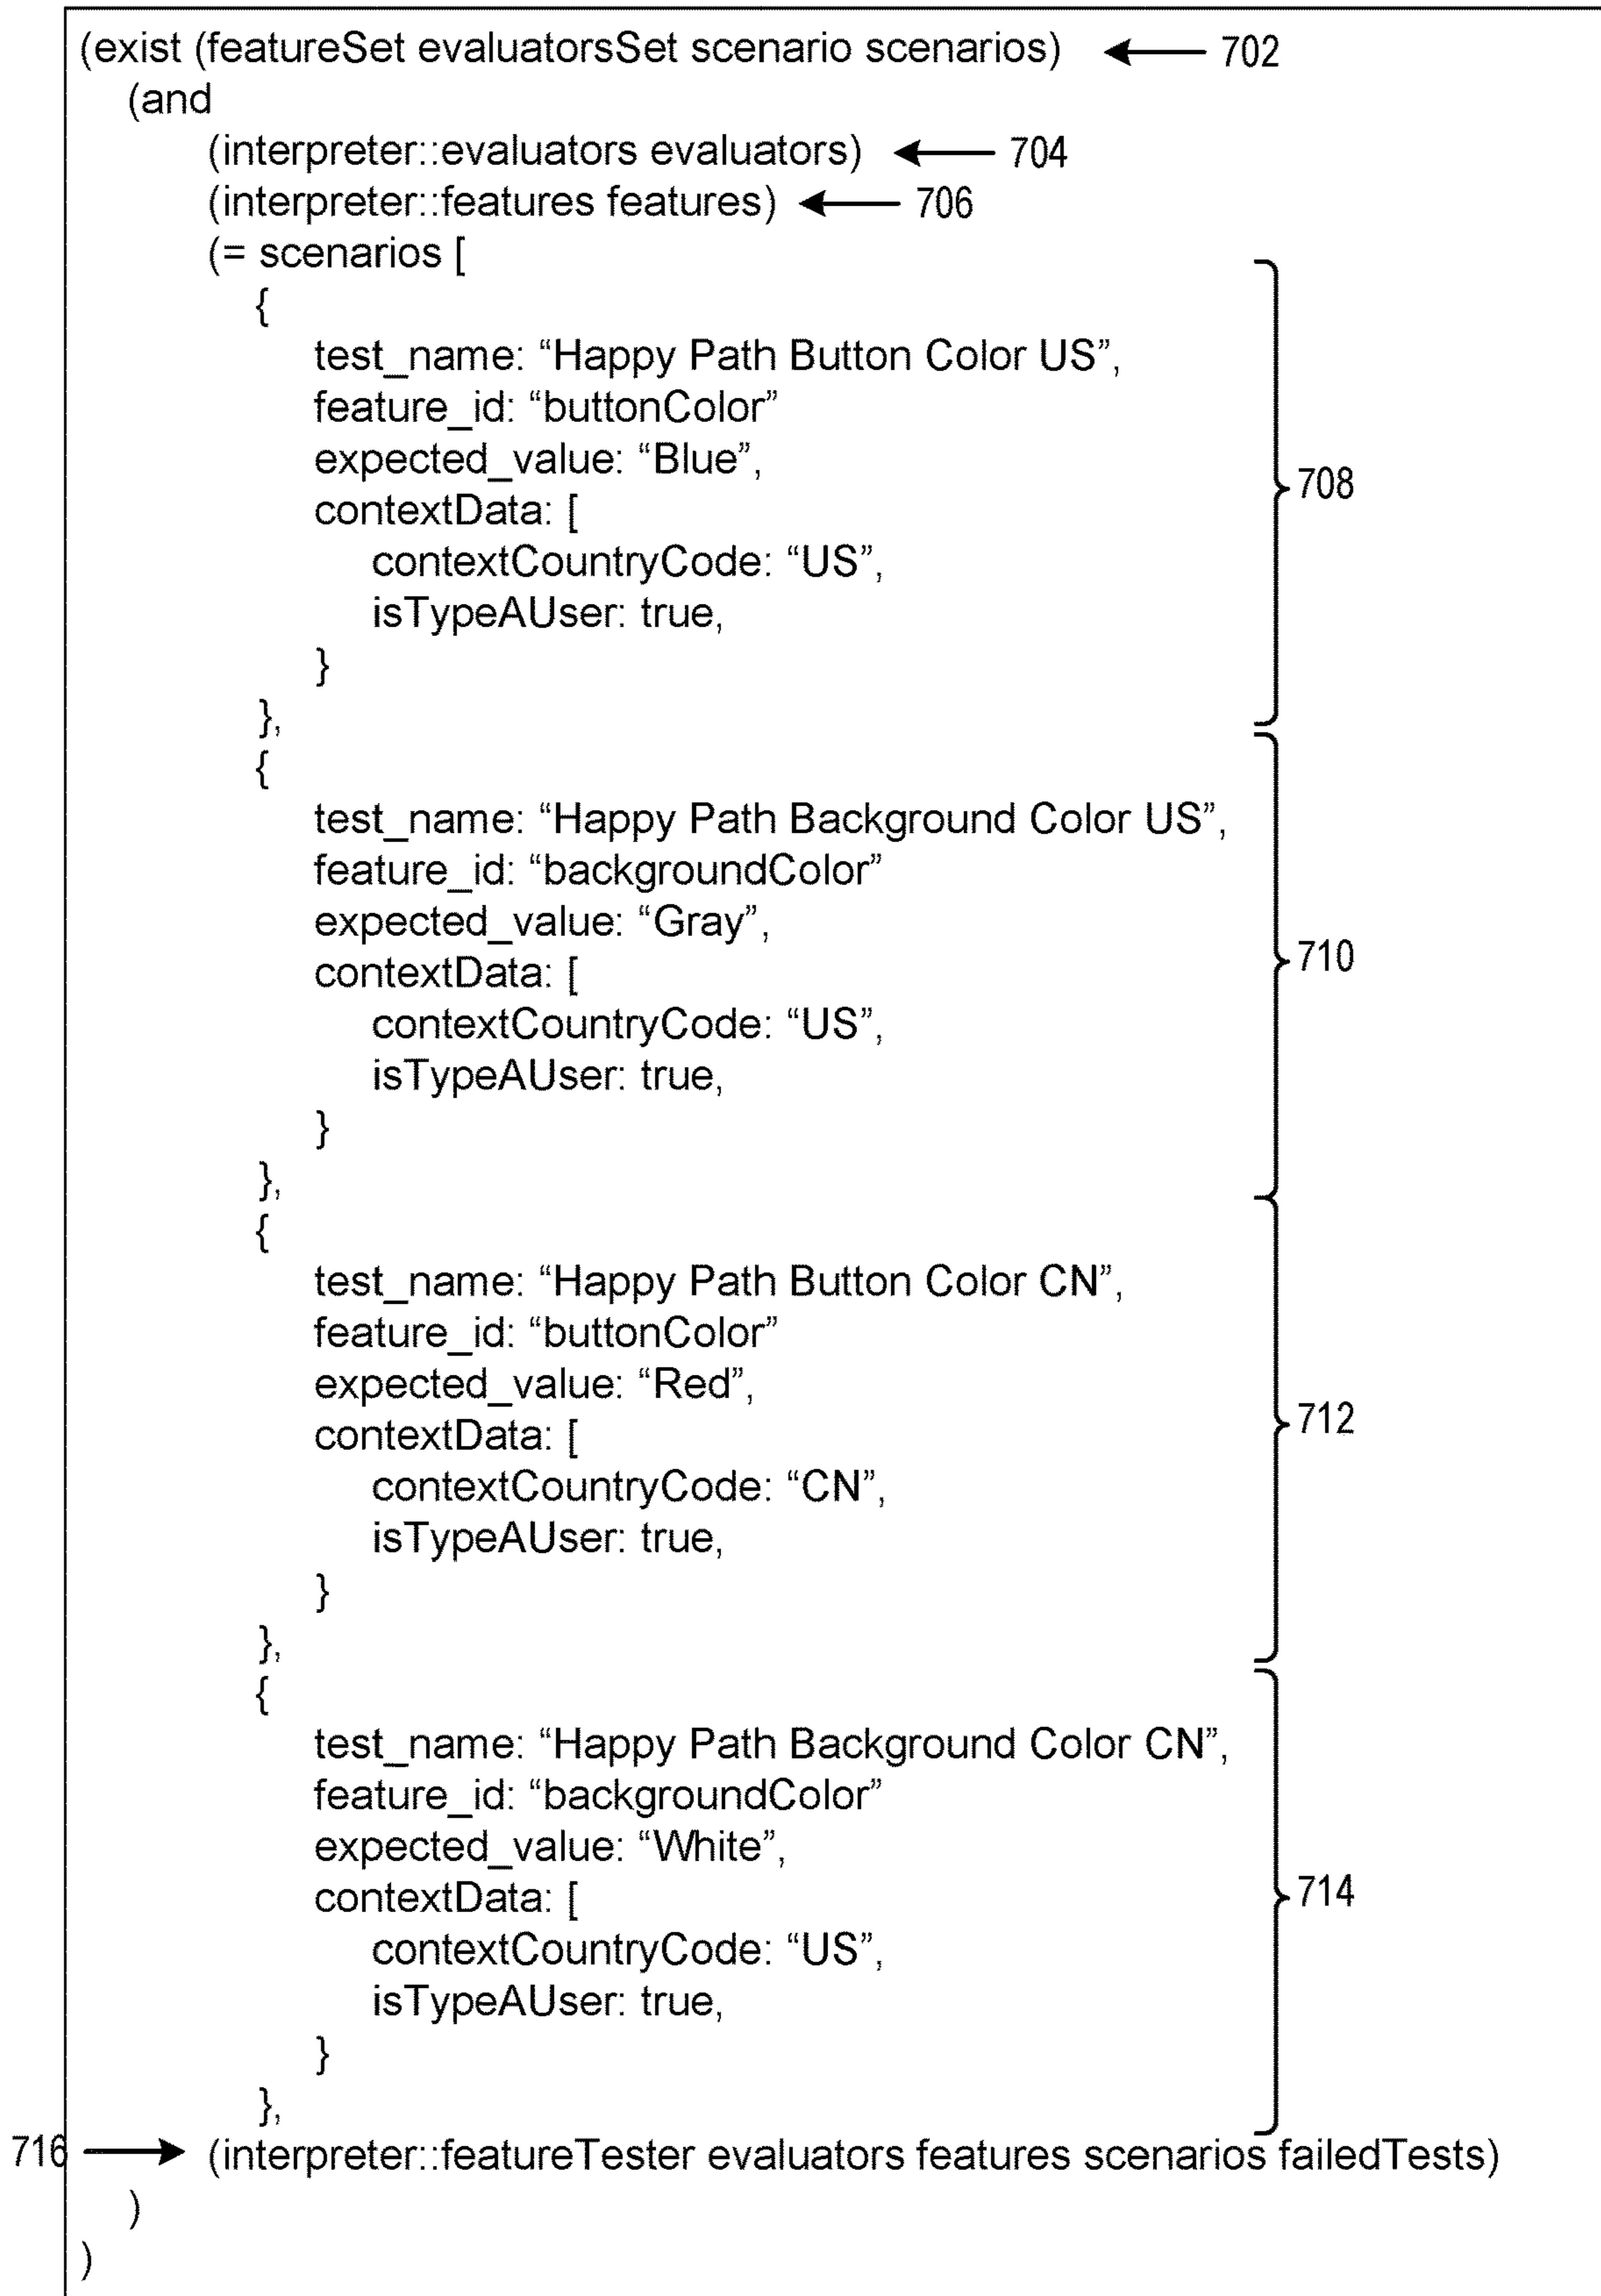 (exist (featureSet evaluatorsSet scenario scenarios) 702
(and
(interpreter::evaluators evaluators) 704
(interpreter::features features) 706
(= scenarios [
{
test_name: “Happy Path Button Color US”,
feature_id: “buttonColor”
expected_value: “Blue”,
708
contextData: [
contextCountryCode: “US”,
isTypeAUser: true,
}
},
{
test_name: “Happy Path Background Color US”,
feature_id: “backgroundColor”
expected_value: “Gray”,
710
contextData: [
contextCountryCode: “US”,
isTypeAUser: true,
}
},
{
test_name: “Happy Path Button Color CN”,
feature_id: “buttonColor”
expected_value: “Red”,
712
contextData: [
contextCountryCode: “CN”,
isTypeAUser: true,
}
},
{
test_name: “Happy Path Background Color CN”,
feature_id: “backgroundColor”
expected_value: “White”,
714
contextData: [
contextCountryCode: “US”,
isTypeAUser: true,
}
},
716 (interpreter::featureTester evaluators features scenarios failedTests)
)
)